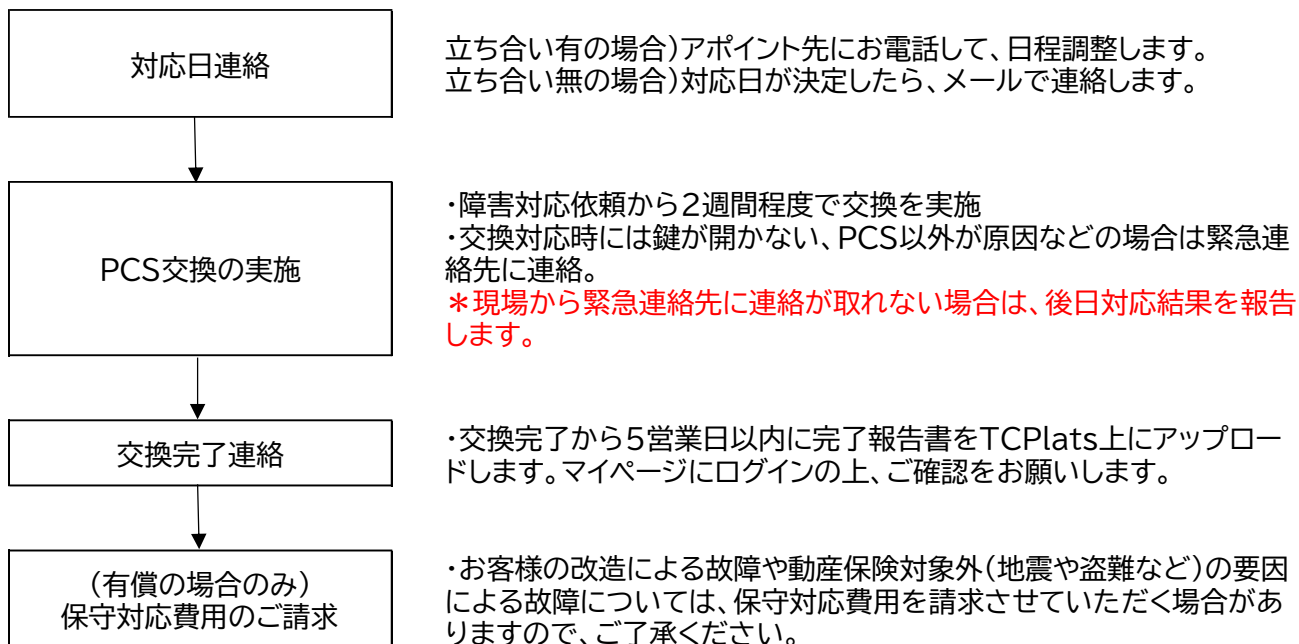 対応日連絡
立ち合い有の場合)アポイント先にお電話して、日程調整します。
立ち合い無の場合)対応日が決定したら、メールで連絡します。
PCS交換の実施
・障害対応依頼から2週間程度で交換を実施
・交換対応時には鍵が開かない、PCS以外が原因などの場合は緊急連
絡先に連絡。
＊現場から緊急連絡先に連絡が取れない場合は、後日対応結果を報告
します。
交換完了連絡
・交換完了から5営業日以内に完了報告書をTCPlats上にアップロー
ドします。マイページにログインの上、ご確認をお願いします。
(有償の場合のみ)
保守対応費用のご請求
・お客様の改造による故障や動産保険対象外(地震や盗難など)の要因
による故障については、保守対応費用を請求させていただく場合があ
りますので、ご了承ください。